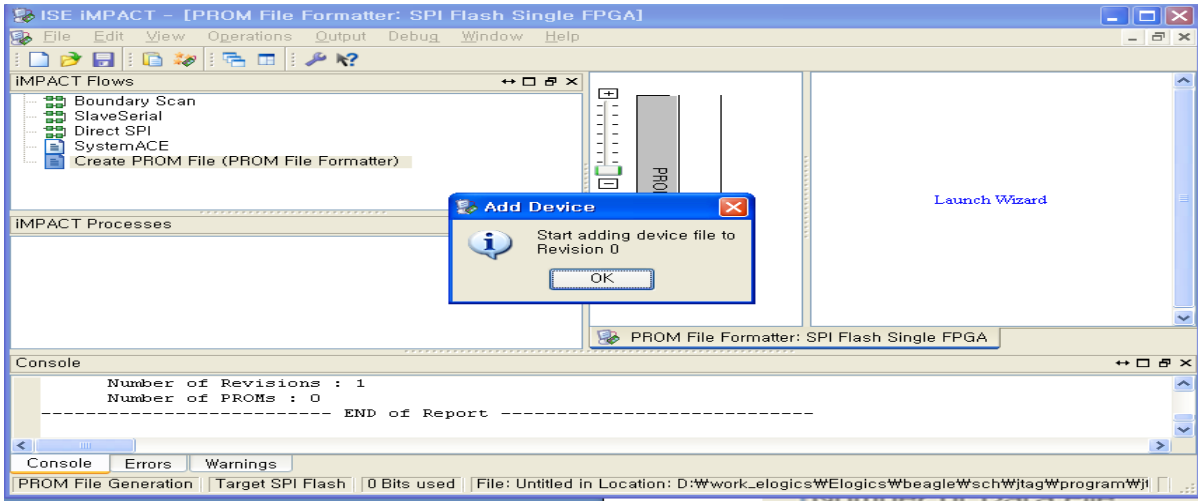 ISE iMPACT - [PROM File Formatter: SPI Flash Single FPGA]
File Edit View Operations Output Debug Window Help
iMPACT Flows
Boundary Scan
SlaveSerial
Direct SPI
SystemACE
Create PROM File (PROM File Formatter)
iMPACT Processes
Launch Wizard
Add Device
Start adding device file to
Revision 0
OK
PROM File Formatter: SPI Flash Single FPGA
Console
Number of Revisions : 1
Number of PROMs : 0
-------------------------- END of Report ----------------------------
Console Errors Warnings
PROM File Generation Target SPI Flash 0 Bits used File: Untitled in Location: D:₩work_elogics₩Elogics₩beagle₩sch₩jtag₩program₩